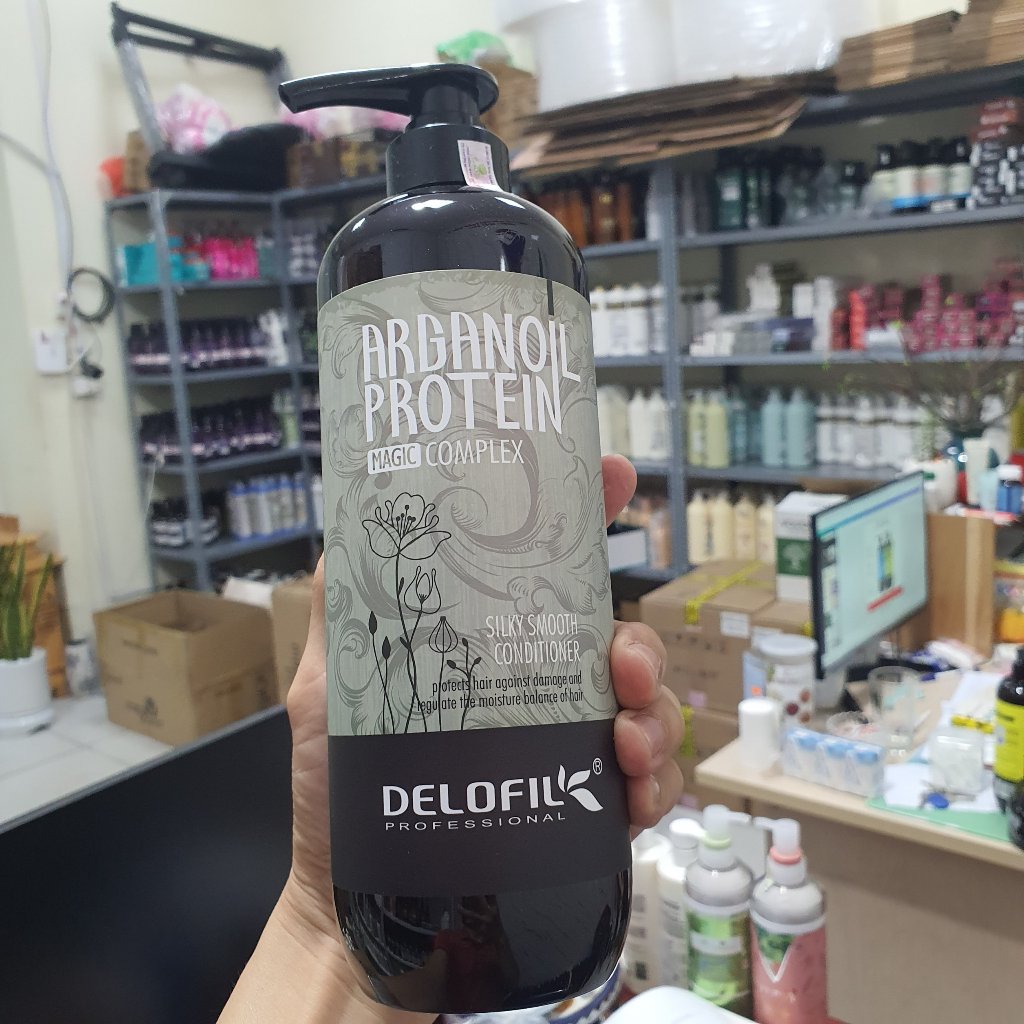 ARGANOIL
PROTEIN
MAGIC COMPLEX
SILKY SMOOTH
CONDITIONER
protects hair against damage and
regulate the moisture balance of hair
DELOFIL®
PROFESSIONAL